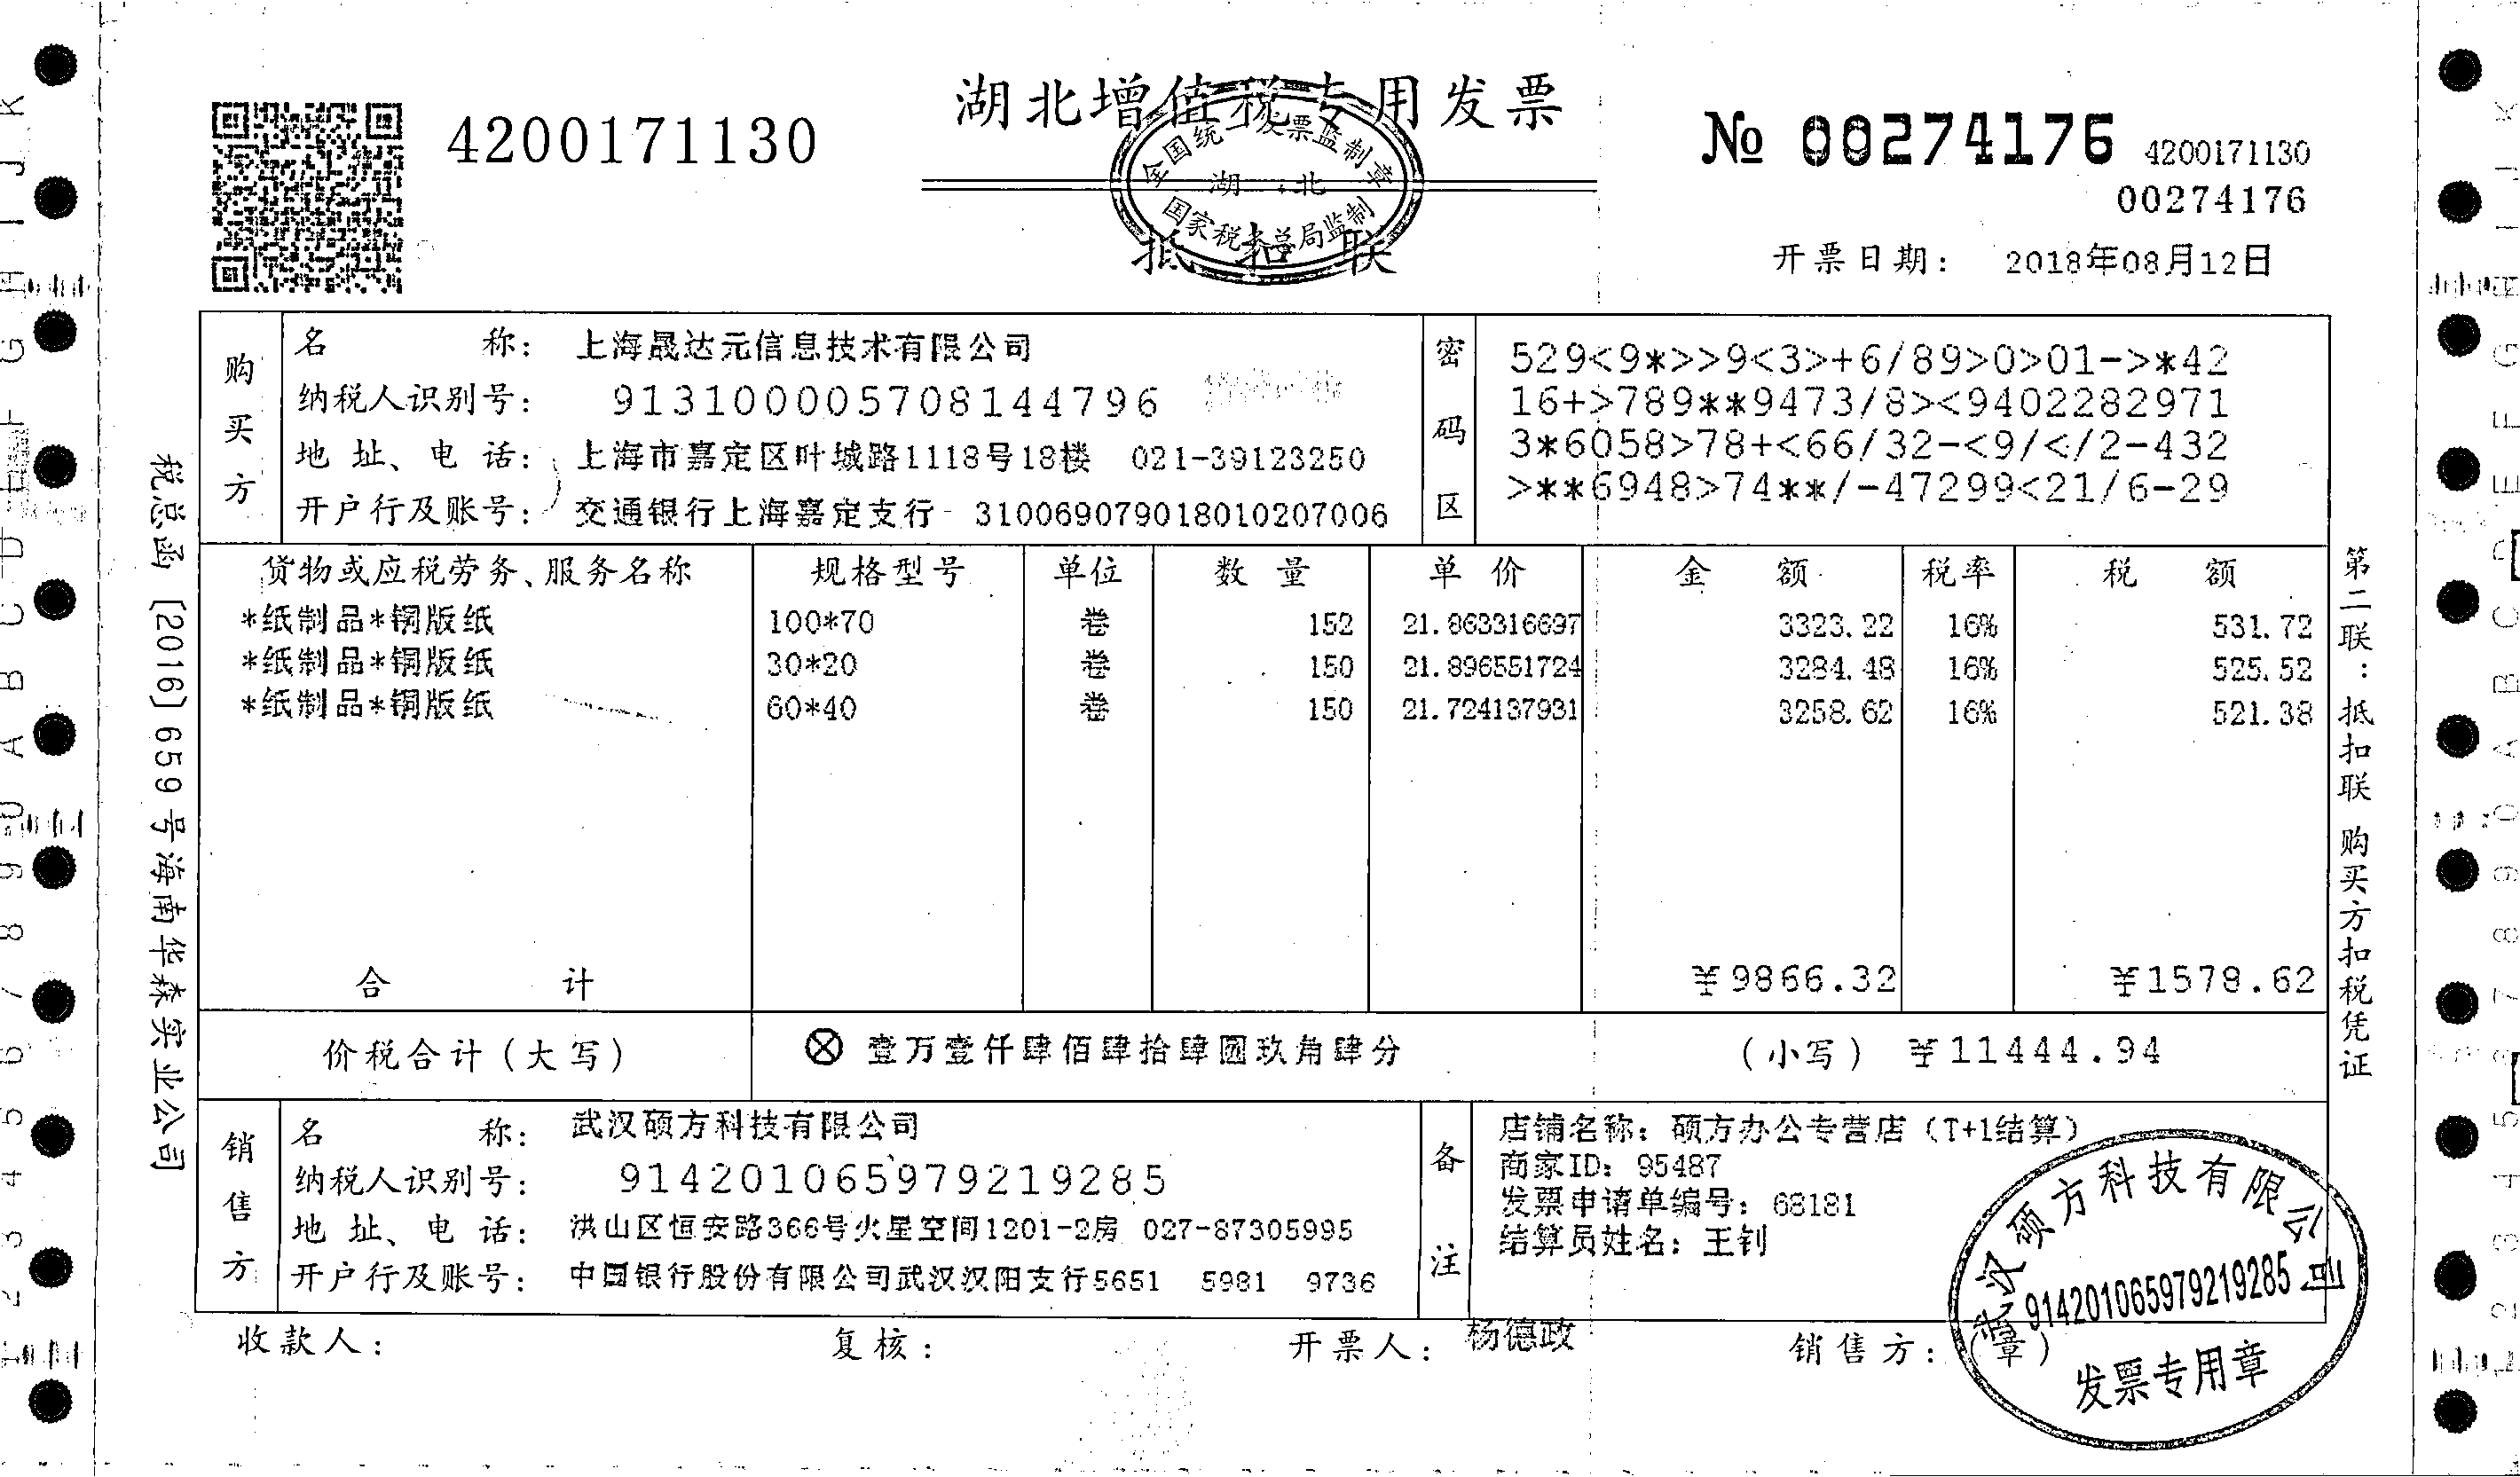 湖北增值税专用发票
全国统一发票监制章
湖北
国家税务总局监制
抵扣联
4200171130
№ 00274176 4200171130
00274176
开票日期： 2018年08月12日
购买方
名称： 上海晟达元信息技术有限公司
纳税人识别号： 913100005708144796
地址、电话： 上海市嘉定区叶城路1118号18楼 021-39123250
开户行及账号： 交通银行上海嘉定支行 310069079018010207006
密码区
529<9*>>9<3>+6/89>0>01->*42
16+>789**9473/8><9402282971
3*6058>78+<66/32-<9/</2-432
>**6948>74**/-47299<21/6-29
货物或应税劳务、服务名称 规格型号 单位 数量 单价 金额 税率 税额
*纸制品*铜版纸 100*70 卷 152 21.863316697 3323.22 16% 531.72
*纸制品*铜版纸 30*20 卷 150 21.896551724 3284.48 16% 525.52
*纸制品*铜版纸 60*40 卷 150 21.724137931 3258.62 16% 521.38
合计 ￥9866.32 ￥1578.62
价税合计（大写） ⊗ 壹万壹仟肆佰肆拾肆圆玖角肆分 （小写） ￥11444.94
销售方
名称： 武汉硕方科技有限公司
纳税人识别号： 914201065979219285
地址、电话： 洪山区恒安路366号火星空间1201-2房 027-87305995
开户行及账号： 中国银行股份有限公司武汉汉阳支行5651 5981 9736
备注
店铺名称：硕方办公专营店（T+1结算）
商家ID：95487
发票申请单编号：68181
结算员姓名：王钊
收款人： 复核： 开票人： 杨德政 销售方：（章）
武汉硕方科技有限公司
914201065979219285
发票专用章
税总函〔2016〕659号海南华森实业公司
第二联：抵扣联 购买方扣税凭证